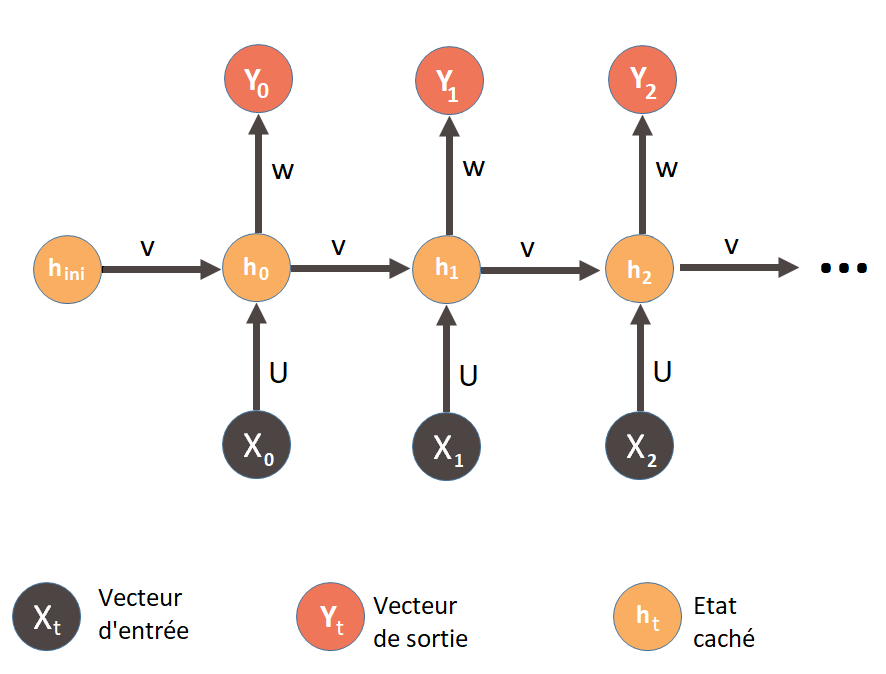 Y0 Y1 Y2
w w w
v v v v
hini h0 h1 h2 ...
U U U
X0 X1 X2
Xt Vecteur d'entrée
Yt Vecteur de sortie
ht Etat caché